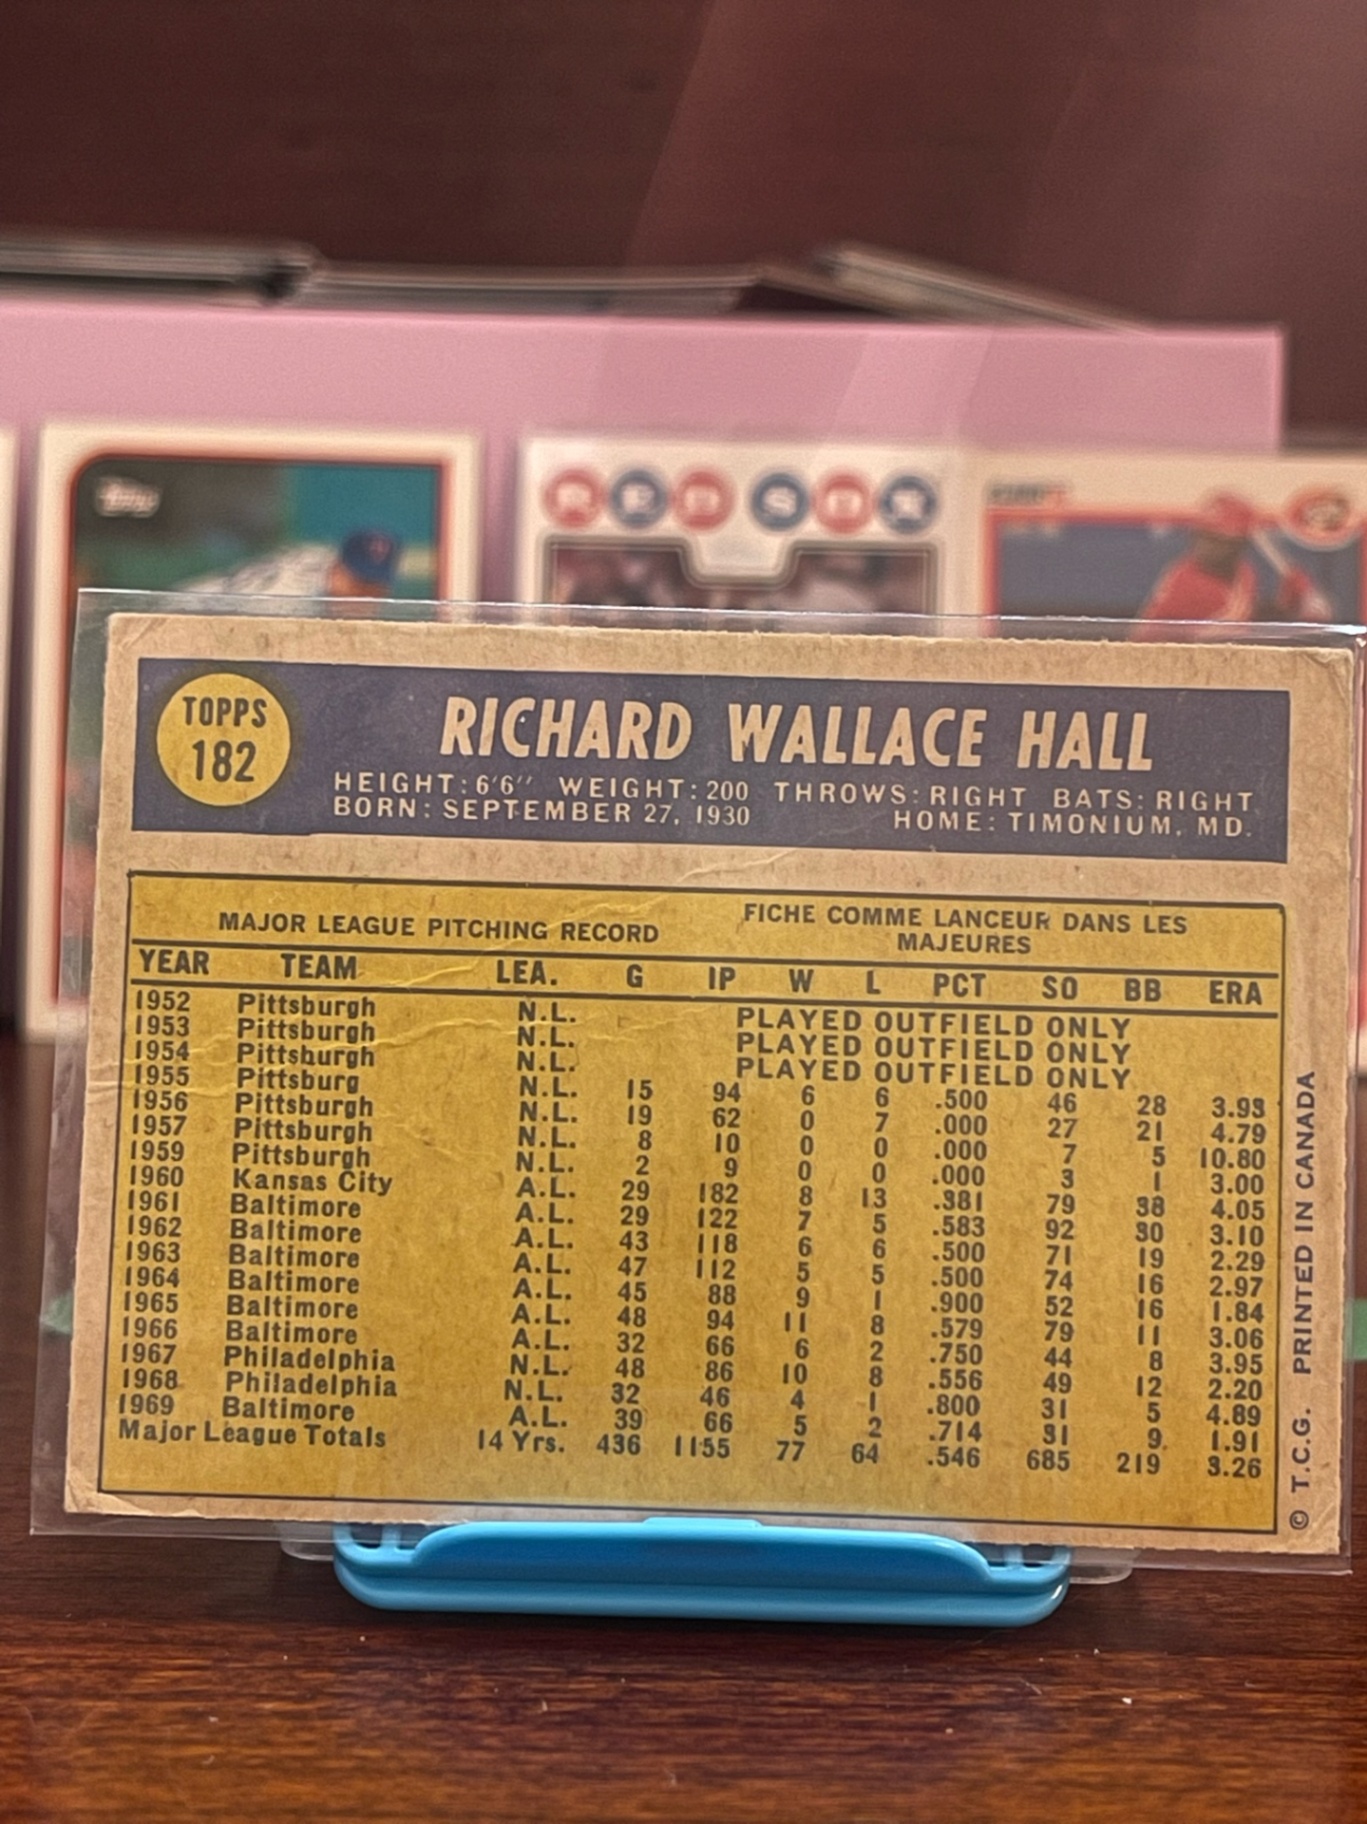 Topps
RED SOX
TOPPS
182
RICHARD WALLACE HALL
HEIGHT: 6'6" WEIGHT: 200 THROWS: RIGHT BATS: RIGHT
BORN: SEPTEMBER 27, 1930 HOME: TIMONIUM, MD.
MAJOR LEAGUE PITCHING RECORD
FICHE COMME LANCEUR DANS LES
MAJEURES
YEAR TEAM LEA. G IP W L PCT SO BB ERA
1952 Pittsburgh N.L. PLAYED OUTFIELD ONLY
1953 Pittsburgh N.L. PLAYED OUTFIELD ONLY
1954 Pittsburgh N.L. PLAYED OUTFIELD ONLY
1955 Pittsburg N.L. 15 94 6 6 .500 46 28 3.93
1956 Pittsburgh N.L. 19 62 0 7 .000 27 21 4.79
1957 Pittsburgh N.L. 8 10 0 0 .000 7 5 10.80
1959 Pittsburgh N.L. 2 9 0 0 .000 3 1 3.00
1960 Kansas City A.L. 29 182 8 13 .381 79 38 4.05
1961 Baltimore A.L. 29 122 7 5 .583 92 30 3.10
1962 Baltimore A.L. 43 118 6 6 .500 71 19 2.29
1963 Baltimore A.L. 47 112 5 5 .500 74 16 2.97
1964 Baltimore A.L. 45 88 9 1 .900 52 16 1.84
1965 Baltimore A.L. 48 94 11 8 .579 79 11 3.06
1966 Baltimore A.L. 32 66 6 2 .750 44 8 3.95
1967 Philadelphia N.L. 48 86 10 8 .556 49 12 2.20
1968 Philadelphia N.L. 32 46 4 1 .800 31 5 4.89
1969 Baltimore A.L. 39 66 5 2 .714 31 9 1.91
Major League Totals 14 Yrs. 436 1155 77 64 .546 685 219 3.26
© T.C.G. PRINTED IN CANADA